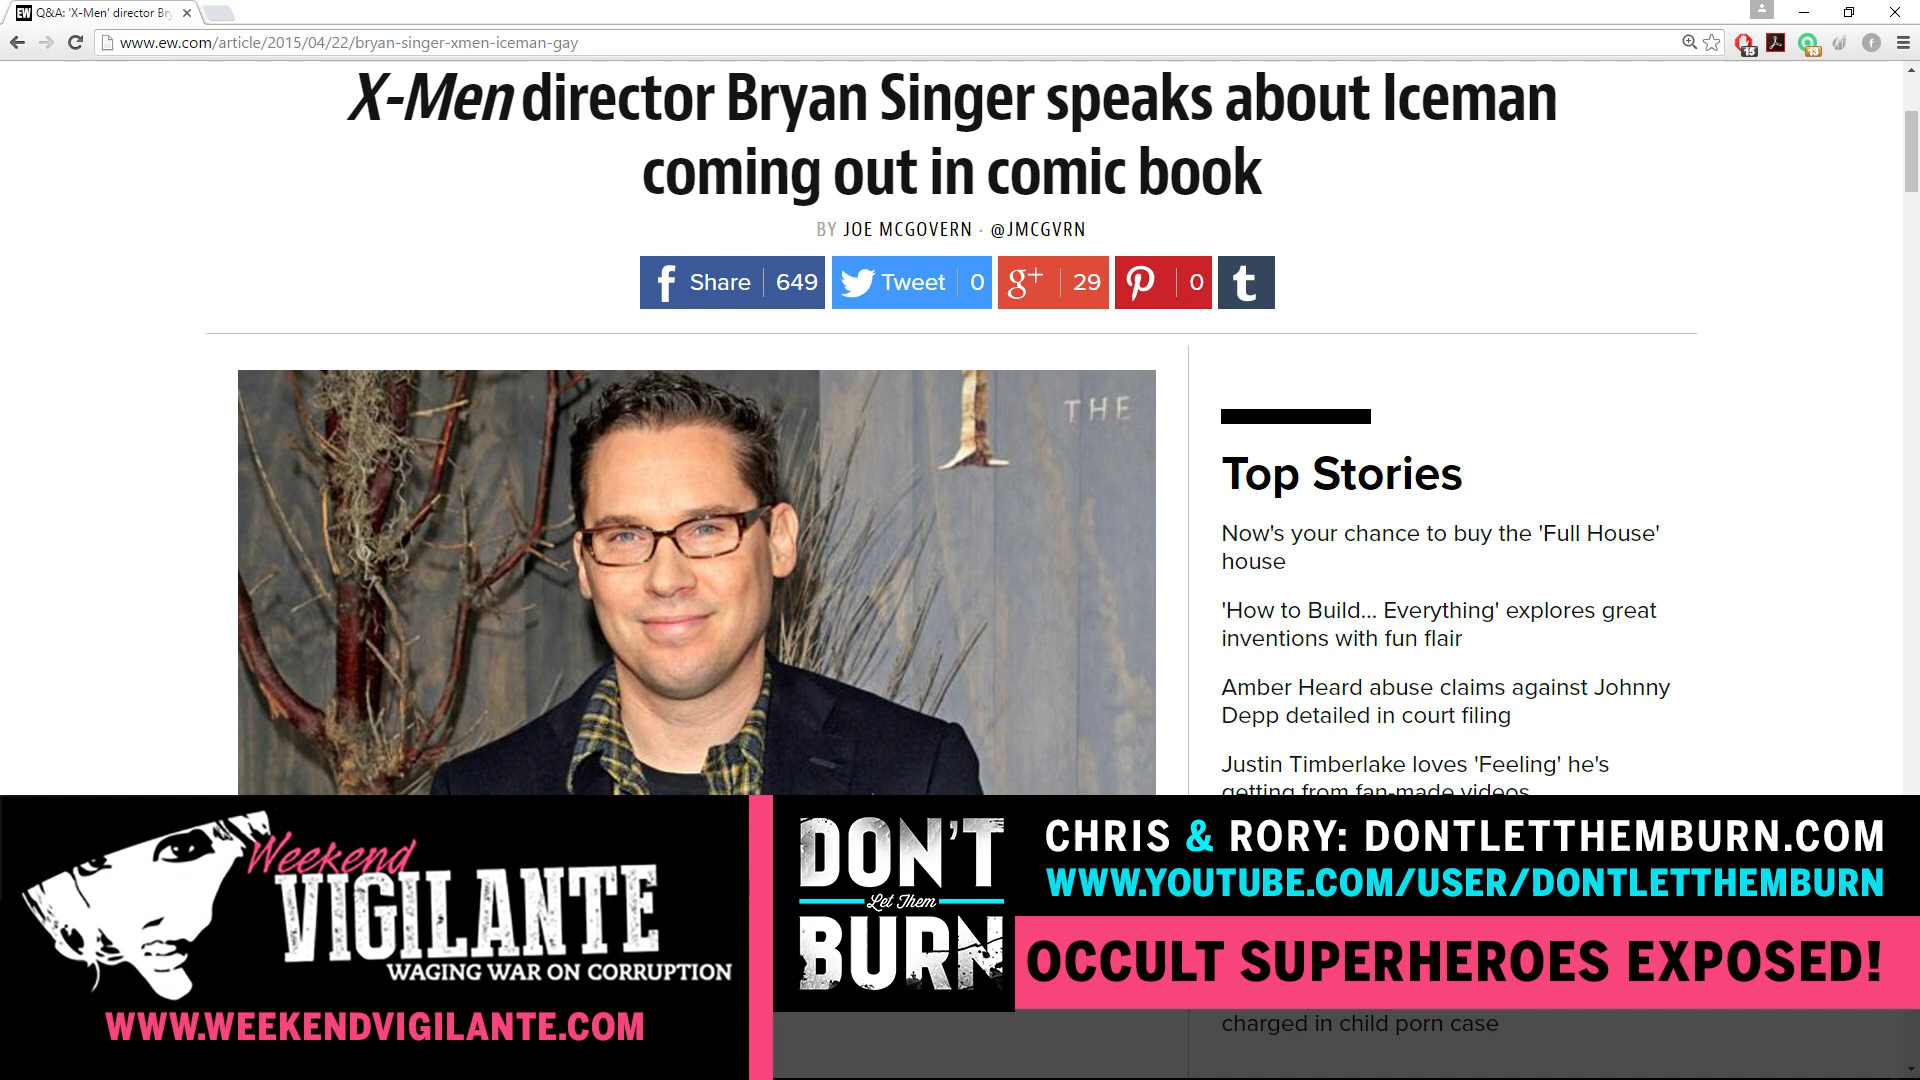 EW Q&A: 'X-Men' director Br
www.ew.com/article/2015/04/22/bryan-singer-xmen-iceman-gay
15
13
X-Men director Bryan Singer speaks about Iceman
coming out in comic book
BY JOE MCGOVERN · @JMCGVRN
f Share 649
Tweet 0
g+ 29
0
t
THE
Top Stories
Now's your chance to buy the 'Full House'
house
'How to Build... Everything' explores great
inventions with fun flair
Amber Heard abuse claims against Johnny
Depp detailed in court filing
Justin Timberlake loves 'Feeling' he's
getting from fan-made videos
Weekend
VIGILANTE
WAGING WAR ON CORRUPTION
WWW.WEEKENDVIGILANTE.COM
DON'T
Let Them
BURN
CHRIS & RORY: DONTLETTHEMBURN.COM
WWW.YOUTUBE.COM/USER/DONTLETTHEMBURN
OCCULT SUPERHEROES EXPOSED!
charged in child porn case